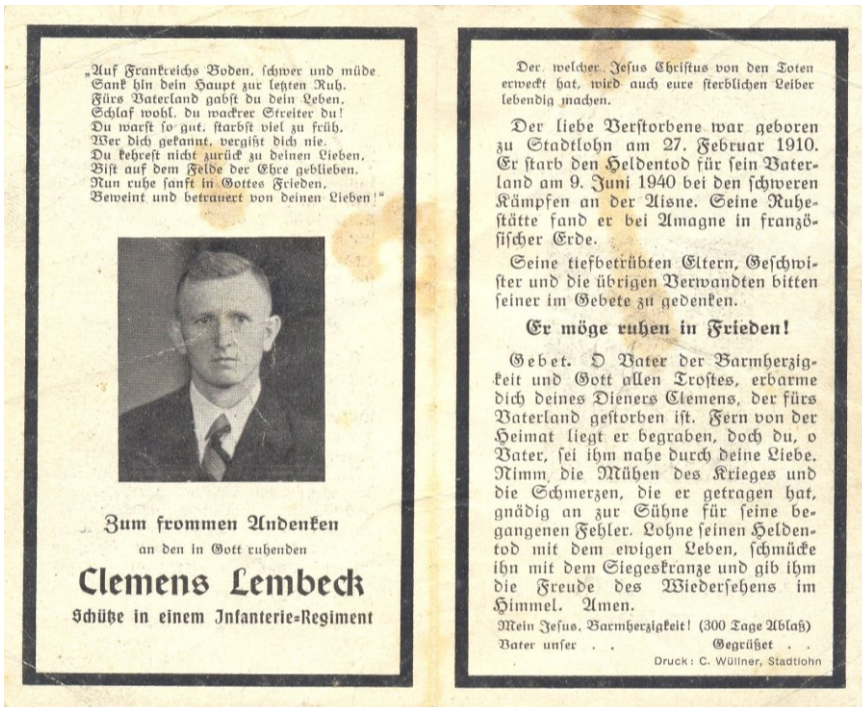 „Auf Frankreichs Boden, schwer und müde
Sank hin dein Haupt zur letzten Ruh.
Fürs Vaterland gabst du dein Leben,
Schlaf wohl, du wackrer Streiter du!
Du warst so gut, starbst viel zu früh,
Wer dich gekannt, vergißt dich nie.
Du kehrest nicht zurück zu deinen Lieben,
Bist auf dem Felde der Ehre geblieben.
Nun ruhe sanft in Gottes Frieden,
Beweint und betrauert von deinen Lieben!“
Zum frommen Andenken
an den in Gott ruhenden
Clemens Lembeck
Schütze in einem Infanterie=Regiment
Der, welcher Jesus Christus von den Toten
erweckt hat, wird auch eure sterblichen Leiber
lebendig machen.
Der liebe Verstorbene war geboren
zu Stadtlohn am 27. Februar 1910.
Er starb den Heldentod für sein Vater-
land am 9. Juni 1940 bei den schweren
Kämpfen an der Aisne. Seine Ruhe-
stätte fand er bei Amagne in franzö-
sischer Erde.
Seine tiefbetrübten Eltern, Geschwi-
ster und die übrigen Verwandten bitten
seiner im Gebete zu gedenken.
Er möge ruhen in Frieden!
Gebet. O Vater der Barmherzig-
keit und Gott allen Trostes, erbarme
dich deines Dieners Clemens, der fürs
Vaterland gestorben ist. Fern von der
Heimat liegt er begraben, doch du, o
Vater, sei ihm nahe durch deine Liebe.
Nimm die Mühen des Krieges und
die Schmerzen, die er getragen hat,
gnädig an zur Sühne für seine be-
gangenen Fehler. Lohne seinen Helden-
tod mit dem ewigen Leben, schmücke
ihn mit dem Siegeskranze und gib ihm
die Freude des Wiedersehens im
Himmel. Amen.
Mein Jesus, Barmherzigkeit! (300 Tage Ablaß)
Vater unser . . Gegrüßet . .
Druck: C. Wüllner, Stadtlohn